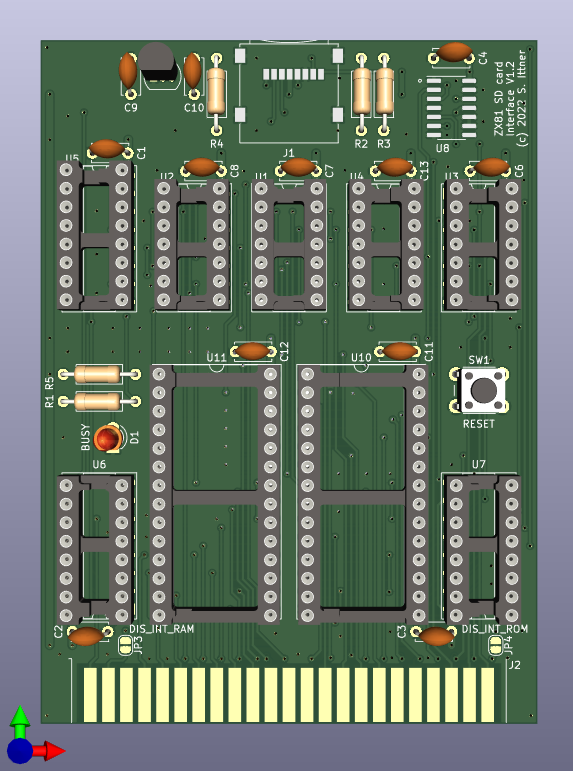 C4
ZX81 SD card
Interface V1.2
(c) 2023 S. Ittner
C9
C10
R4
J1
R2
R3
U8
C1
C8
C7
C13
C6
U5
U2
U1
U4
U3
U11
C12
U10
C11
SW1
R5
R1
BUSY
D1
RESET
U6
U7
C2
DIS_INT_RAM
JP3
C3
DIS_INT_ROM
JP4
J2